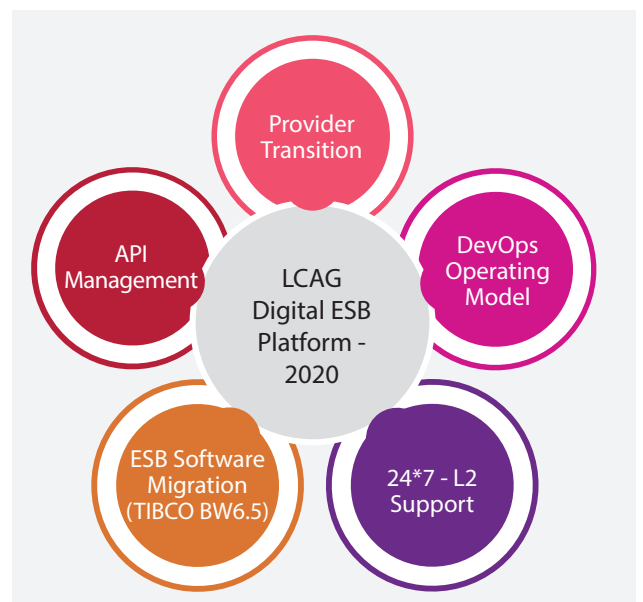 Provider
Transition
DevOps
Operating
Model
24*7 - L2
Support
ESB Software
Migration
(TIBCO BW6.5)
API
Management
LCAG
Digital ESB
Platform -
2020